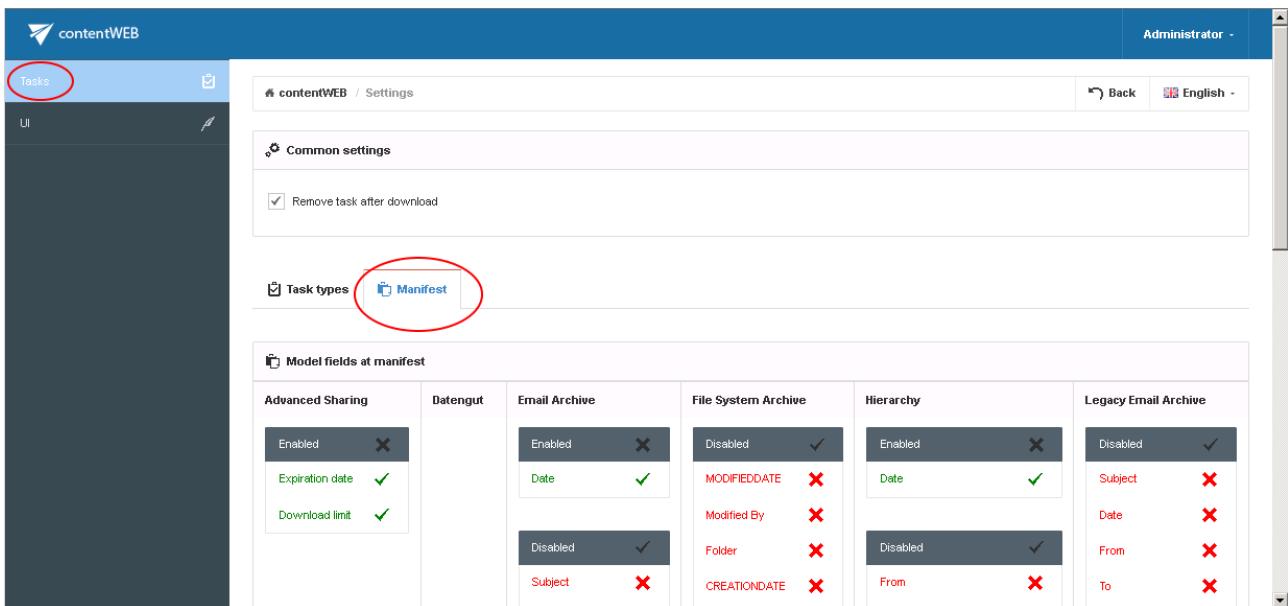 contentWEB
Administrator -
Tasks
UI
contentWEB / Settings
Back
English -
Common settings
Remove task after download
Task types
Manifest
Model fields at manifest
Advanced Sharing
Enabled
Expiration date
Download limit
Datengut
Email Archive
Enabled
Date
Disabled
Subject
File System Archive
Disabled
MODIFIEDDATE
Modified By
Folder
CREATIONDATE
Hierarchy
Enabled
Date
Disabled
From
Legacy Email Archive
Disabled
Subject
Date
From
To